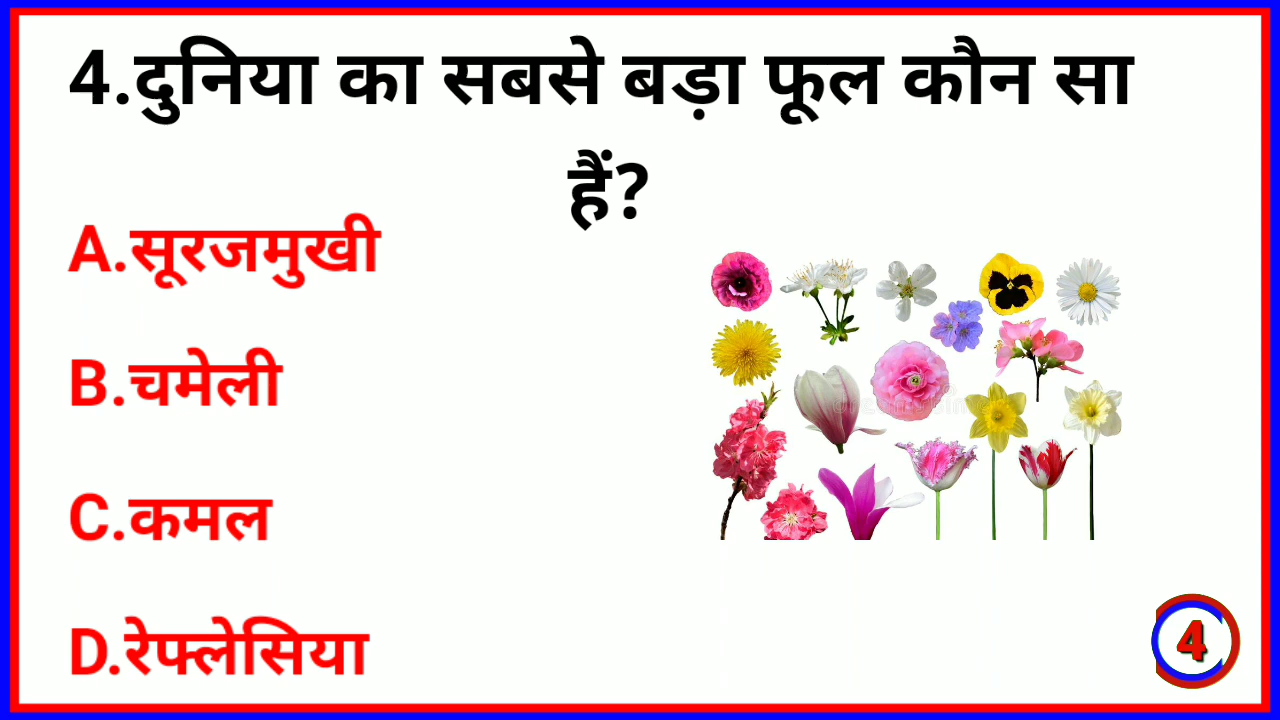 4.दुनिया का सबसे बड़ा फूल कौन सा
हैं?
A.सूरजमुखी
B.चमेली
C.कमल
D.रेफ्लेसिया
4